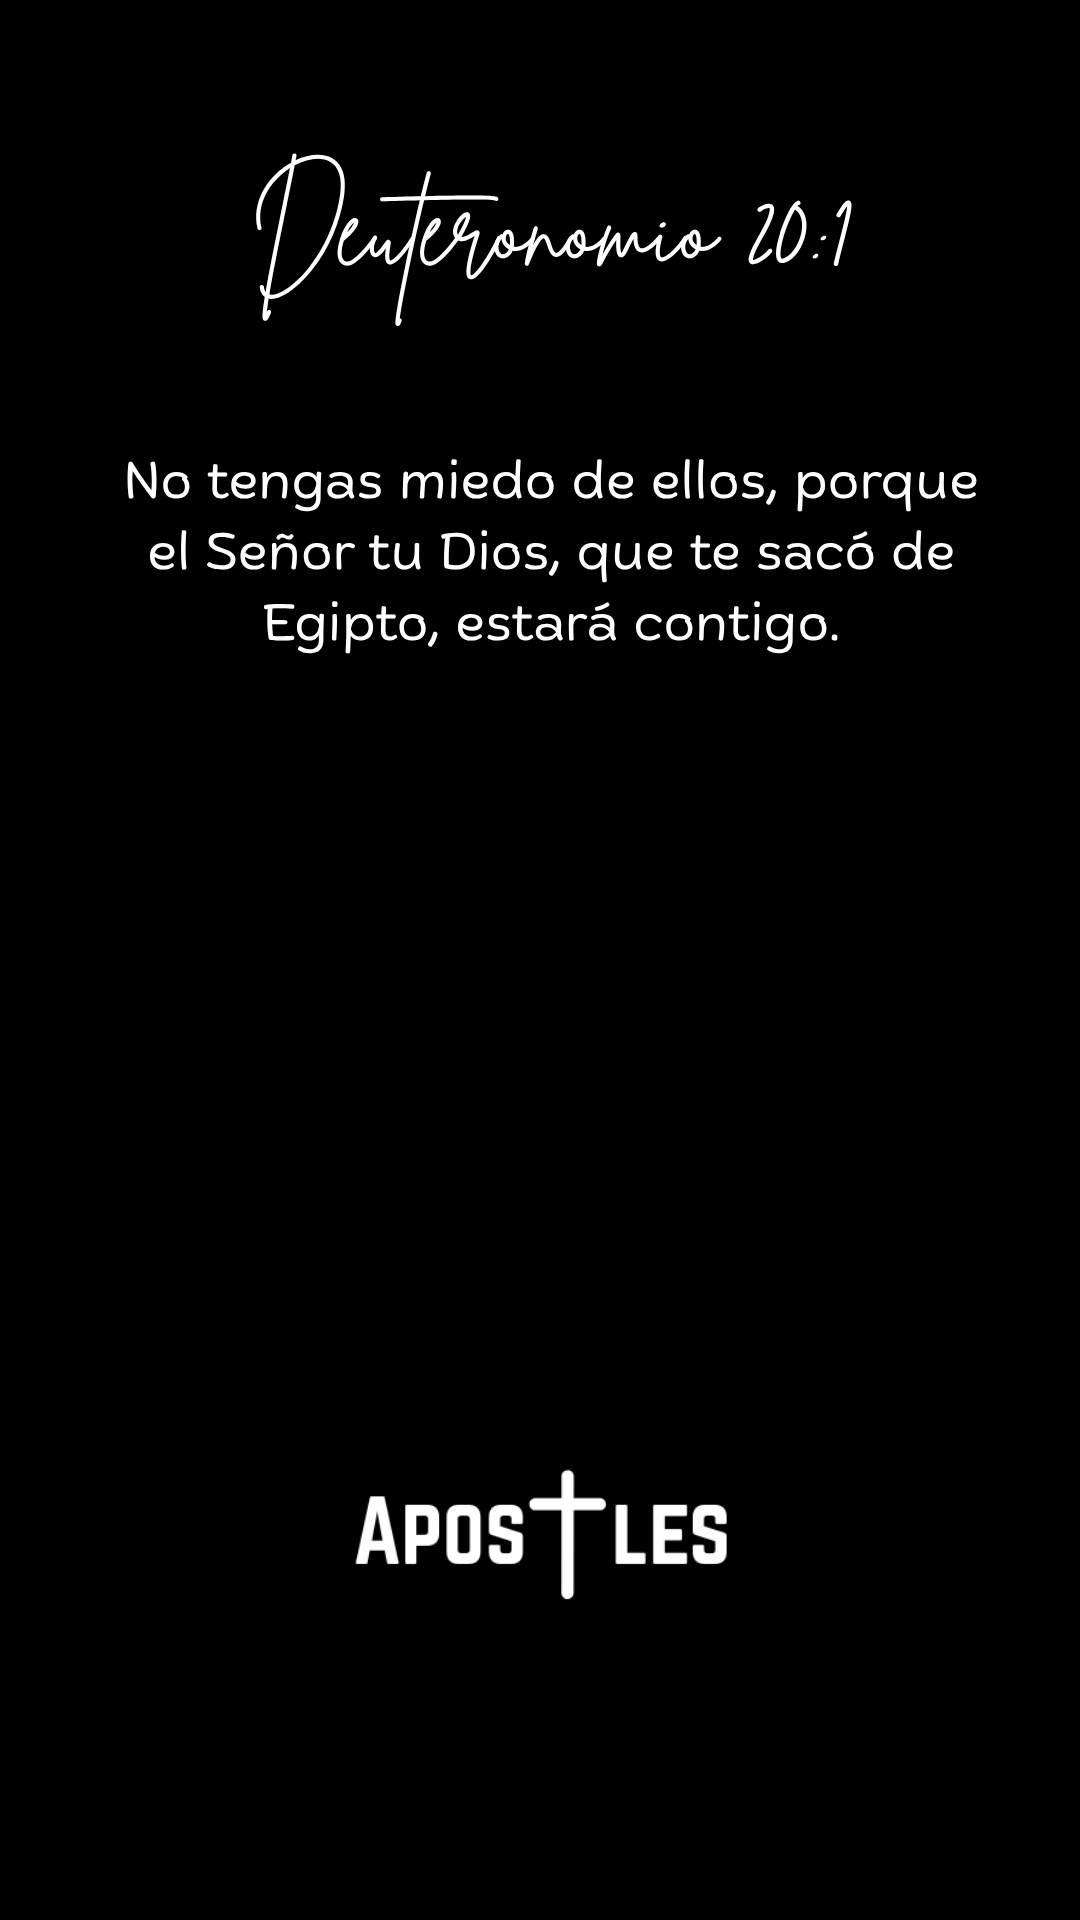 Deuteronomio 20:1
No tengas miedo de ellos, porque
el Señor tu Dios, que te sacó de
Egipto, estará contigo.
Apostles